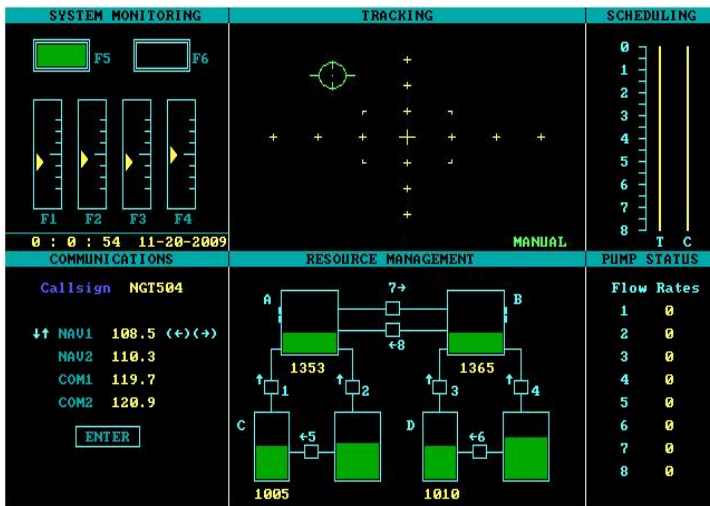 SYSTEM MONITORING
F5
F6
F1 F2 F3 F4
0 : 0 : 54 11-20-2009
TRACKING
MANUAL
SCHEDULING
0
1
2
3
4
5
6
7
8
T C
COMMUNICATIONS
Callsign NGT504
↓↑ NAV1 108.5 (←)(→)
NAV2 110.3
COM1 119.7
COM2 120.9
ENTER
RESOURCE MANAGEMENT
A 7→ B
←8
1353 1365
↑ 1 ↑ 2 ↑ 3 ↑ 4
C ←5 D ←6
1005 1010
PUMP STATUS
Flow Rates
1 0
2 0
3 0
4 0
5 0
6 0
7 0
8 0